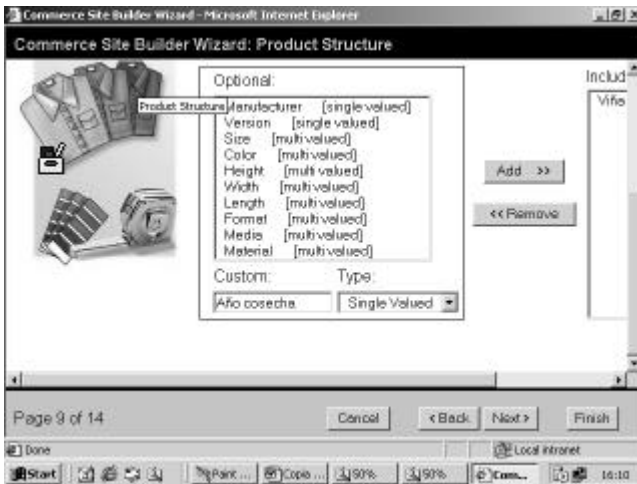 Commerce Site Builder Wizard - Microsoft Internet Explorer
Commerce Site Builder Wizard: Product Structure
Optional:
Includ
Manufacturer [single valued]
Viña
Product Structure
Version [single valued]
Size [multi valued]
Color [multi valued]
Height [multi valued]
Width [multi valued]
Length [multi valued]
Format [multi valued]
Media [multi valued]
Material [multi valued]
Add >>
<< Remove
Custom: Type:
Año cosecha Single Valued
Page 9 of 14 Cancel < Back Next > Finish
Done Local intranet
Start Paint ... Copia ... 90% 90% Com... 16:10